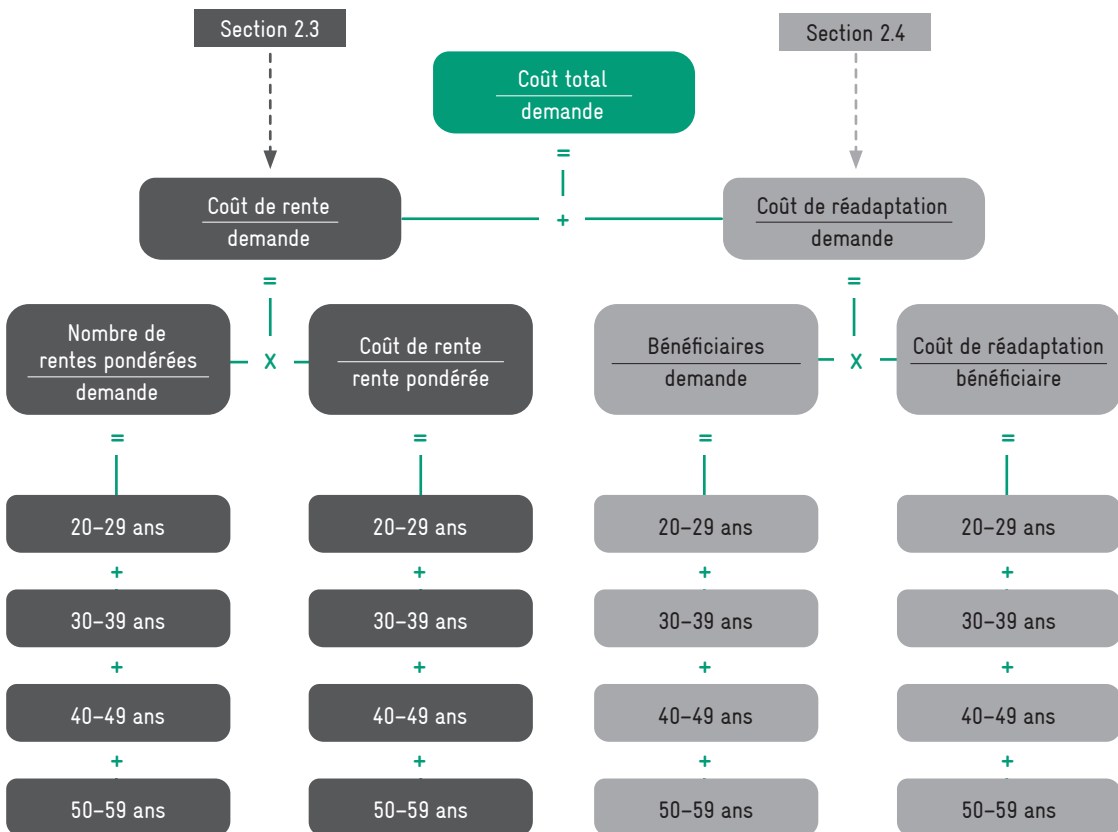 Section 2.3
Section 2.4
Coût total
demande
=
Coût de rente
demande
+
Coût de réadaptation
demande
=
=
Nombre de
rentes pondérées
demande
X
Coût de rente
rente pondérée
Bénéficiaires
demande
X
Coût de réadaptation
bénéficiaire
=
=
=
=
20–29 ans
20–29 ans
20–29 ans
20–29 ans
+
+
+
+
30–39 ans
30–39 ans
30–39 ans
30–39 ans
+
+
+
+
40–49 ans
40–49 ans
40–49 ans
40–49 ans
+
+
+
+
50–59 ans
50–59 ans
50–59 ans
50–59 ans